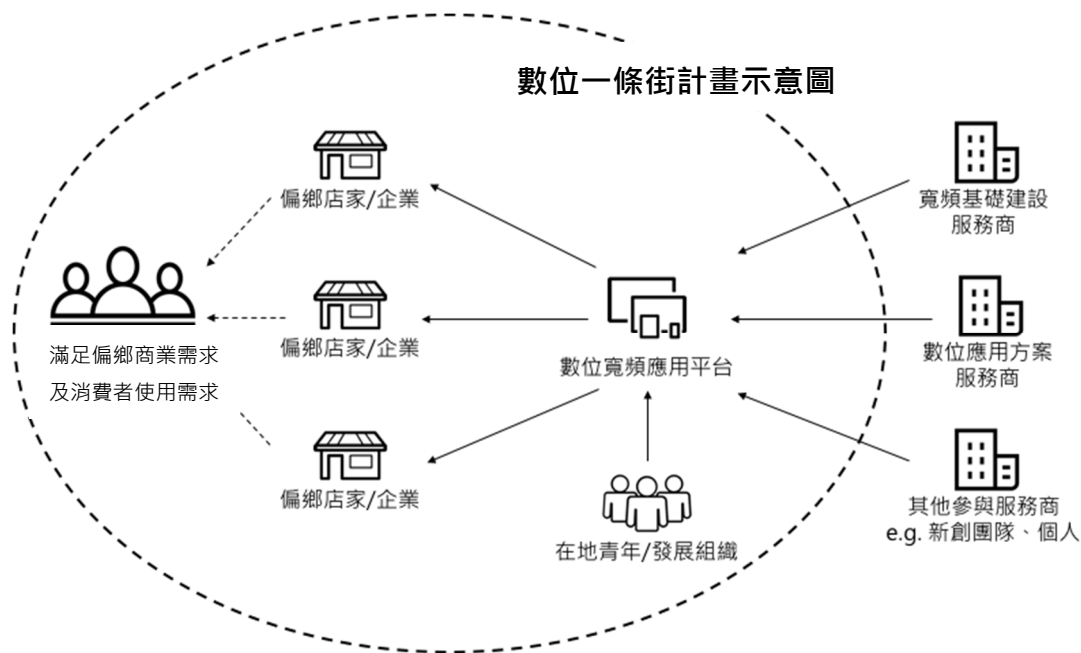 數位一條街計畫示意圖
偏鄉店家/企業
寬頻基礎建設
服務商
滿足偏鄉商業需求
及消費者使用需求
偏鄉店家/企業
數位寬頻應用平台
數位應用方案
服務商
偏鄉店家/企業
在地青年/發展組織
其他參與服務商
e.g. 新創團隊、個人